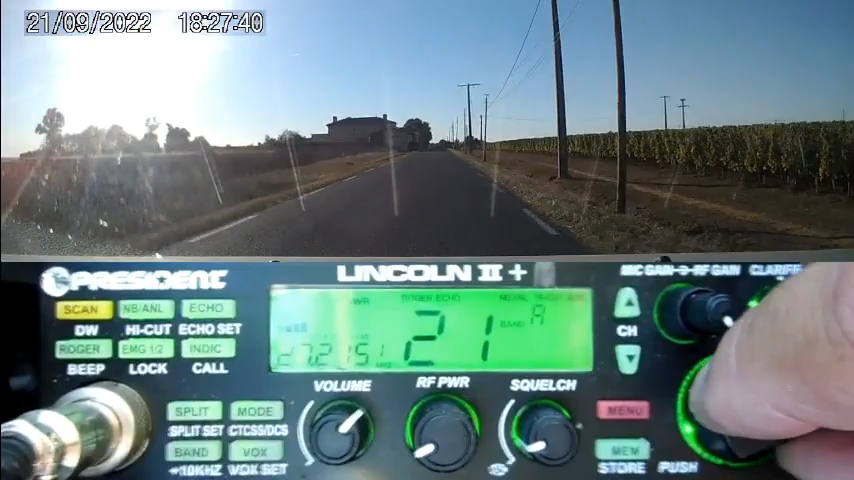 21/09/2022 18:27:40
PRESIDENT LINCOLN II + MIC GAIN RF GAIN CLARIF
SCAN NB/ANL ECHO
DW HI-CUT ECHO SET
ROGER EMG 1/2 INDIC
BEEP LOCK CALL
PWR ROGER ECHO
21 BAND A
27.2151
CH
VOLUME RF PWR SQUELCH
SPLIT MODE
SPLIT SET CTCSS/DCS
BAND VOX
+10KHZ VOX SET
MENU
MEM
STORE PUSH